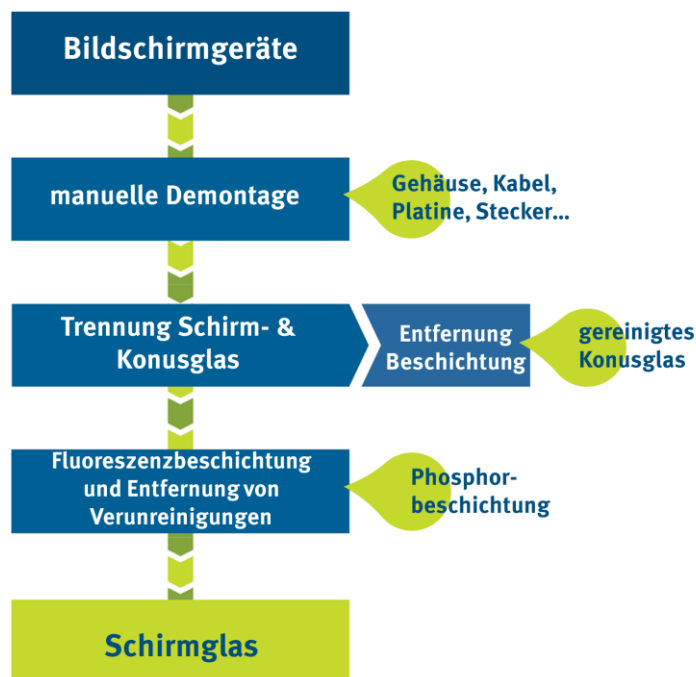 Bildschirmgeräte
manuelle Demontage
Gehäuse, Kabel,
Platine, Stecker...
Trennung Schirm- &
Konusglas
Entfernung
Beschichtung
gereinigtes
Konusglas
Fluoreszenzbeschichtung
und Entfernung von
Verunreinigungen
Phosphor-
beschichtung
Schirmglas